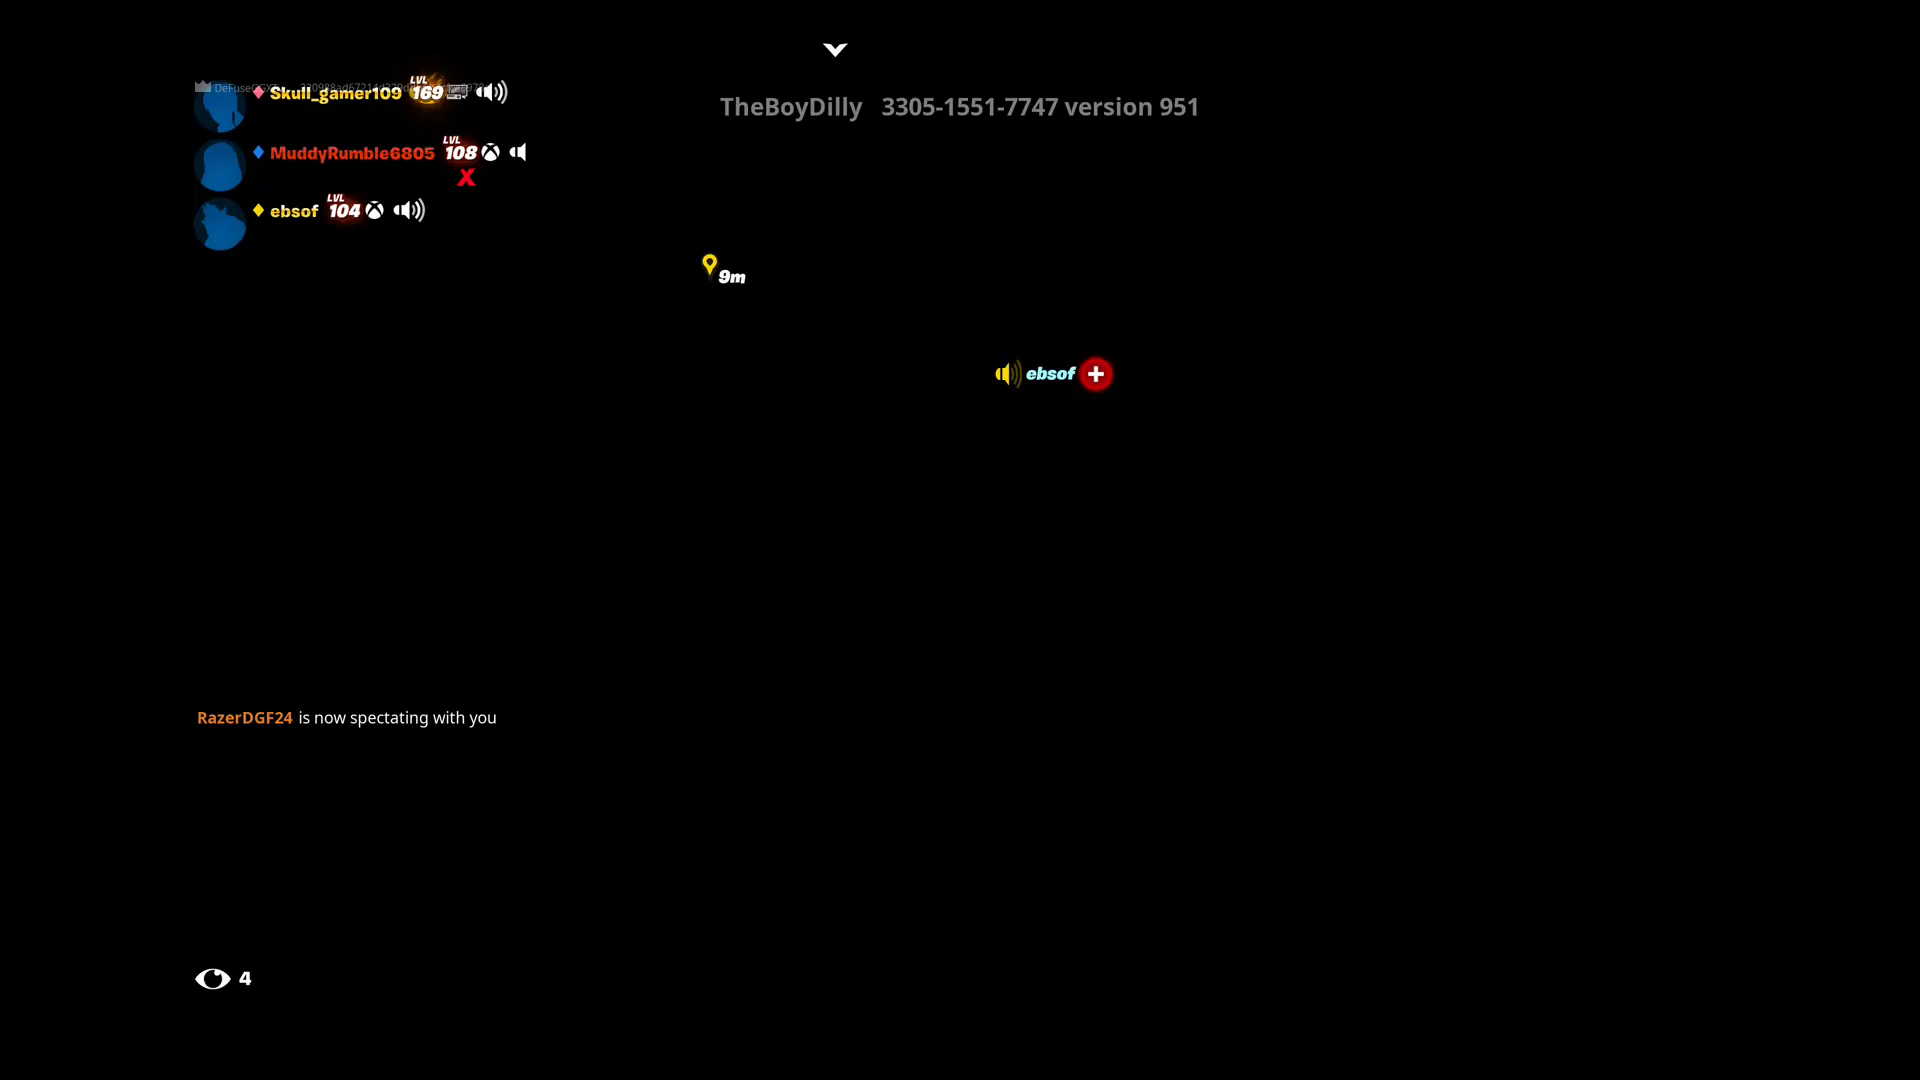 Skull_gamer109 LVL 169
TheBoyDilly 3305-1551-7747 version 951
MuddyRumble6805 LVL 108
X
ebsof LVL 104
9m
ebsof
RazerDGF24 is now spectating with you
4